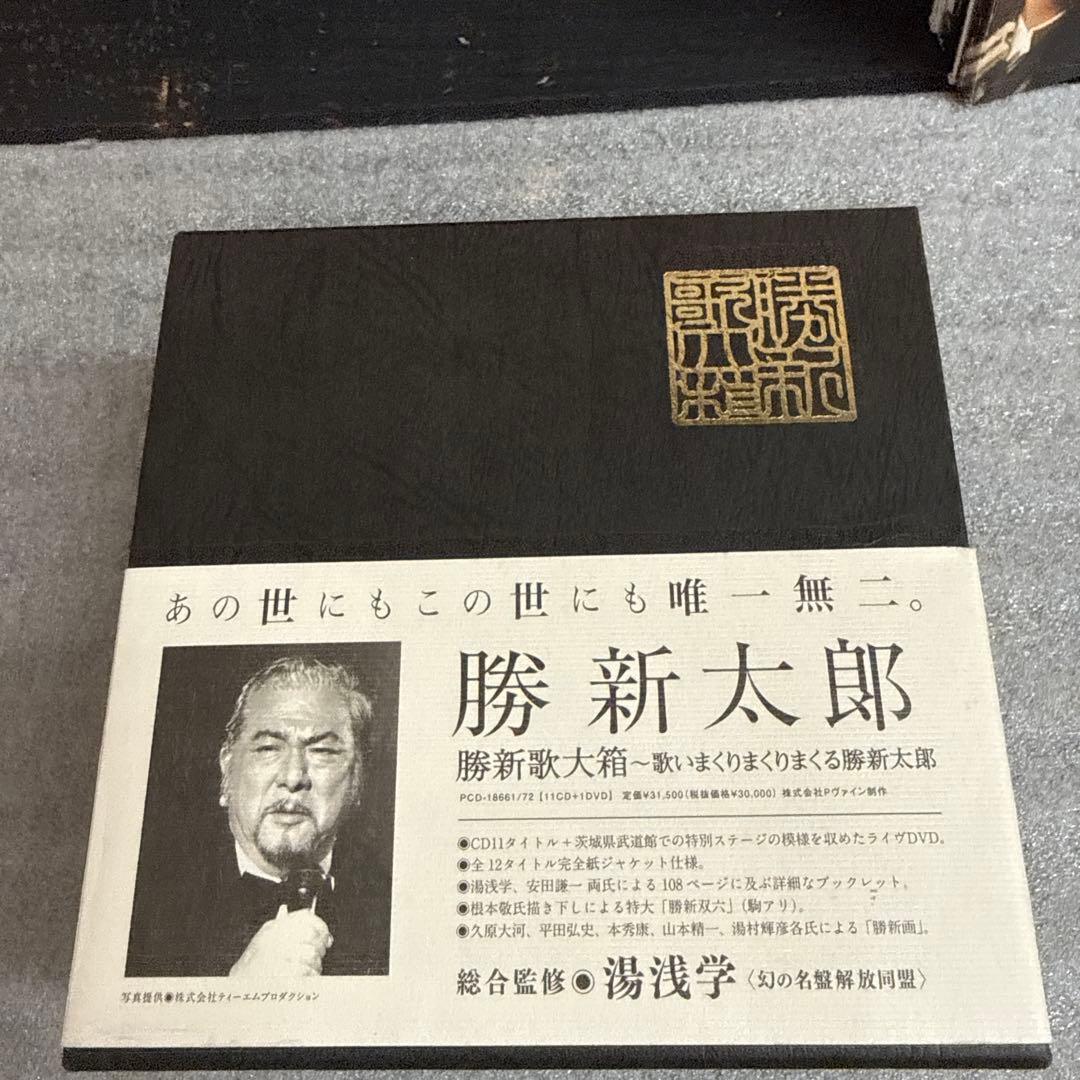 勝新
歌大箱
あの世にもこの世にも唯一無二。
勝新太郎
勝新歌大箱〜歌いまくりまくりまくる勝新太郎
PCD-18661/72【11CD+1DVD】 定価¥31,500(税抜価格¥30,000) 株式会社Pヴァイン制作
◉CD11タイトル＋茨城県武道館での特別ステージの模様を収めたライヴDVD。
◉全12タイトル完全紙ジャケット仕様。
◉湯浅学、安田謙一 両氏による108ページに及ぶ詳細なブックレット。
◉根本敬氏描き下しによる特大「勝新双六」(駒アリ)。
◉久原大河、平田弘史、本秀康、山本精一、湯村輝彦各氏による「勝新画」。
総合監修◉湯浅学〈幻の名盤解放同盟〉
写真提供◉株式会社ティーエムプロダクション